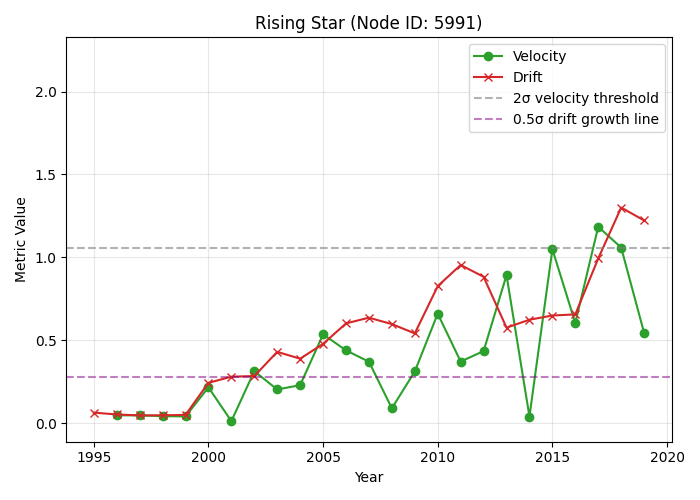 Rising Star (Node ID: 5991)
Velocity
Drift
2σ velocity threshold
0.5σ drift growth line
Metric Value
2.0
1.5
1.0
0.5
0.0
1995 2000 2005 2010 2015 2020
Year